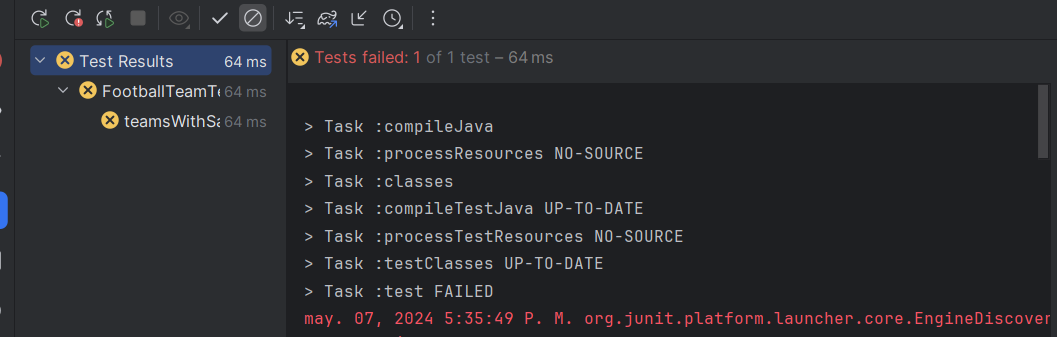 Tests failed: 1 of 1 test – 64 ms
Test Results 64 ms
FootballTeamTe 64 ms
teamsWithSa 64 ms
> Task :compileJava
> Task :processResources NO-SOURCE
> Task :classes
> Task :compileTestJava UP-TO-DATE
> Task :processTestResources NO-SOURCE
> Task :testClasses UP-TO-DATE
> Task :test FAILED
may. 07, 2024 5:35:49 P. M. org.junit.platform.launcher.core.EngineDiscover